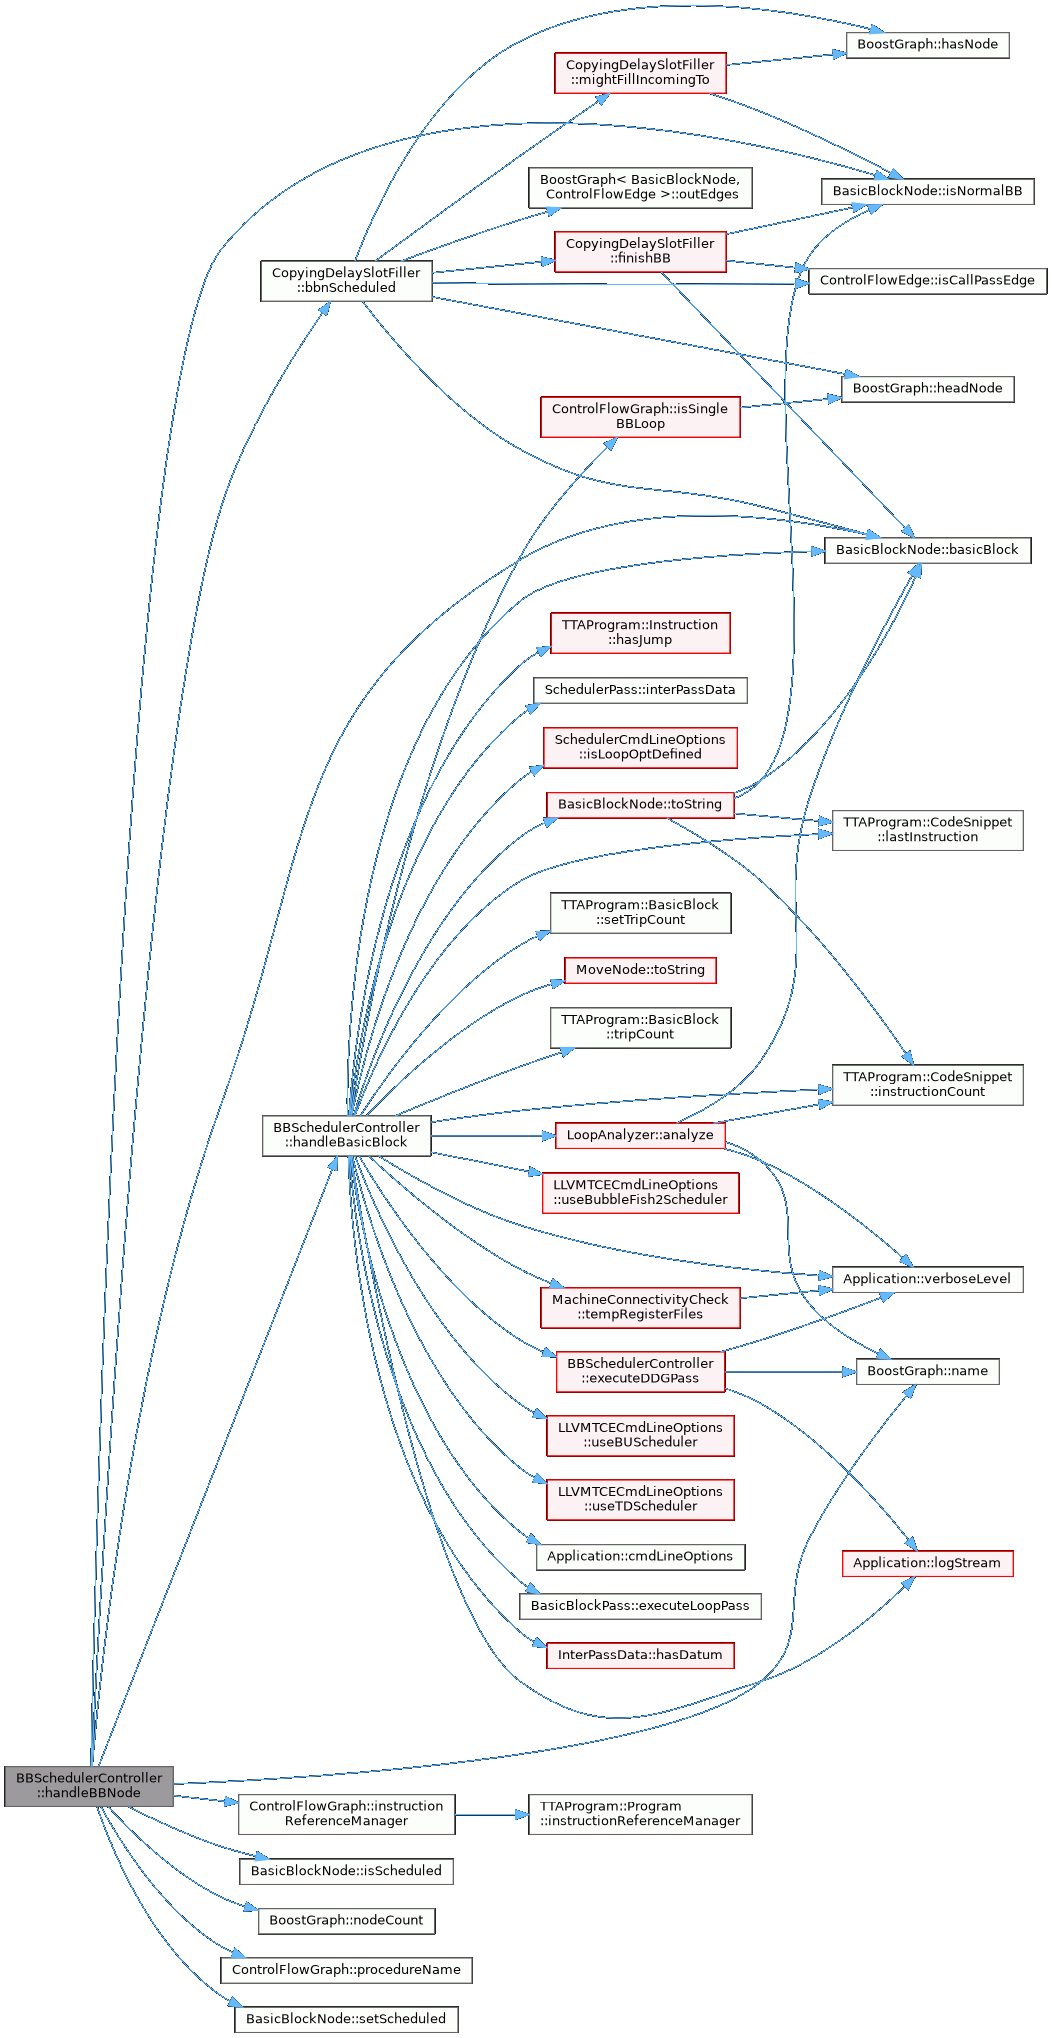 BoostGraph::hasNode
CopyingDelaySlotFiller
::mightFillIncomingTo
BoostGraph< BasicBlockNode,
ControlFlowEdge >::outEdges
BasicBlockNode::isNormalBB
CopyingDelaySlotFiller
::finishBB
CopyingDelaySlotFiller
::bbnScheduled
ControlFlowEdge::isCallPassEdge
BoostGraph::headNode
ControlFlowGraph::isSingle
BBLoop
BasicBlockNode::basicBlock
TTAProgram::Instruction
::hasJump
SchedulerPass::interPassData
SchedulerCmdLineOptions
::isLoopOptDefined
BasicBlockNode::toString
TTAProgram::CodeSnippet
::lastInstruction
TTAProgram::BasicBlock
::setTripCount
MoveNode::toString
TTAProgram::BasicBlock
::tripCount
TTAProgram::CodeSnippet
::instructionCount
BBSchedulerController
::handleBasicBlock
LoopAnalyzer::analyze
LLVMTCECmdLineOptions
::useBubbleFish2Scheduler
Application::verboseLevel
MachineConnectivityCheck
::tempRegisterFiles
BBSchedulerController
::executeDDGPass
BoostGraph::name
LLVMTCECmdLineOptions
::useBUScheduler
LLVMTCECmdLineOptions
::useTDScheduler
Application::cmdLineOptions
Application::logStream
BasicBlockPass::executeLoopPass
InterPassData::hasDatum
BBSchedulerController
::handleBBNode
ControlFlowGraph::instruction
ReferenceManager
TTAProgram::Program
::instructionReferenceManager
BasicBlockNode::isScheduled
BoostGraph::nodeCount
ControlFlowGraph::procedureName
BasicBlockNode::setScheduled